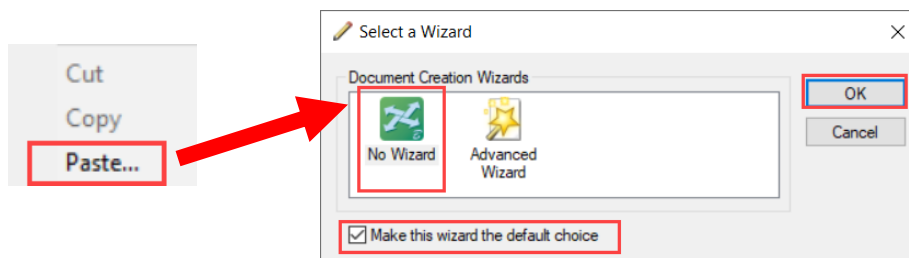 Cut
Copy
Paste...
Select a Wizard
Document Creation Wizards
No Wizard
Advanced
Wizard
OK
Cancel
Make this wizard the default choice